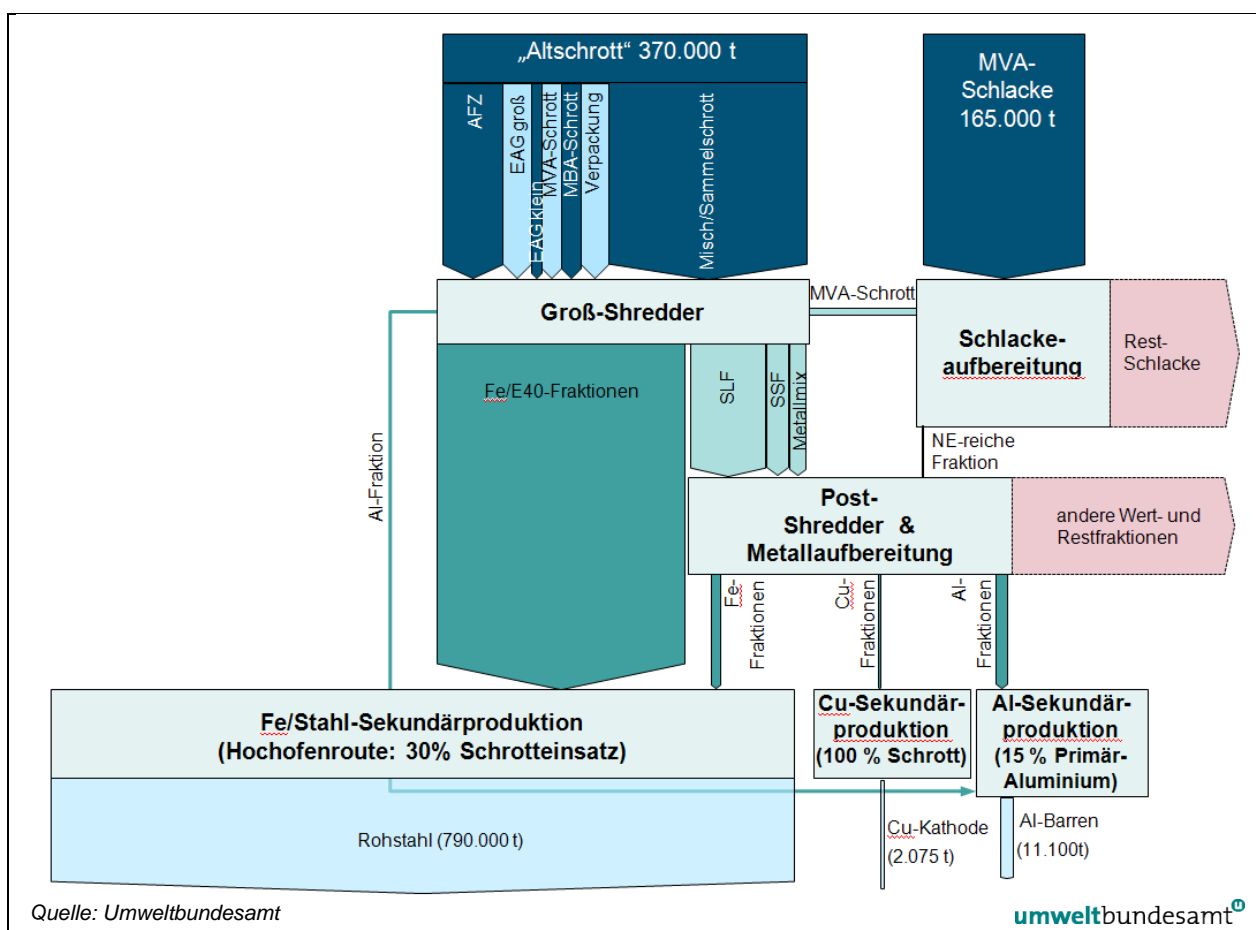 „Altschrott“ 370.000 t
MVA-
Schlacke
165.000 t
AFZ
EAG groß
EAG klein
MVA-Schrott
MBA-Schrott
Verpackung
Misch/Sammelschrott
Groß-Shredder
MVA-Schrott
Schlacke-
aufbereitung
Rest-
Schlacke
Al-Fraktion
Fe/E40-Fraktionen
SLF
SSF
Metallmix
NE-reiche
Fraktion
Post-
Shredder &
Metallaufbereitung
andere Wert- und
Restfraktionen
Fe-
Fraktionen
Cu-
Fraktionen
Al-
Fraktionen
Fe/Stahl-Sekundärproduktion
(Hochofenroute: 30% Schrotteinsatz)
Cu-Sekundär-
produktion
(100 % Schrott)
Al-Sekundär-
produktion
(15 % Primär-
Aluminium)
Rohstahl (790.000 t)
Cu-Kathode
(2.075 t)
Al-Barren
(11.100t)
Quelle: Umweltbundesamt
umweltbundesamt u